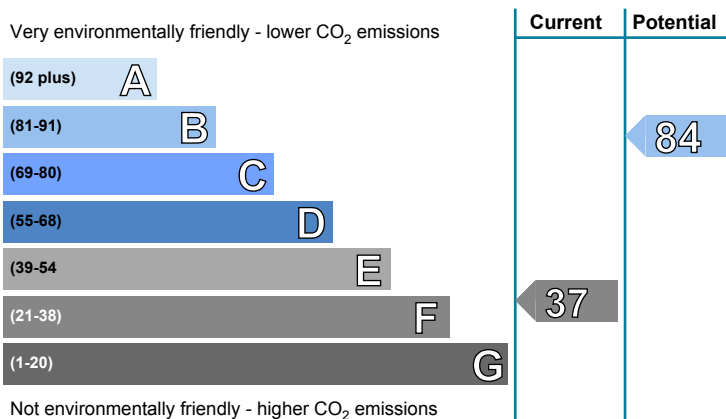 Very environmentally friendly - lower CO2 emissions
Current
Potential
(92 plus) A
(81-91) B
84
(69-80) C
(55-68) D
(39-54 E
(21-38) F
37
(1-20) G
Not environmentally friendly - higher CO2 emissions